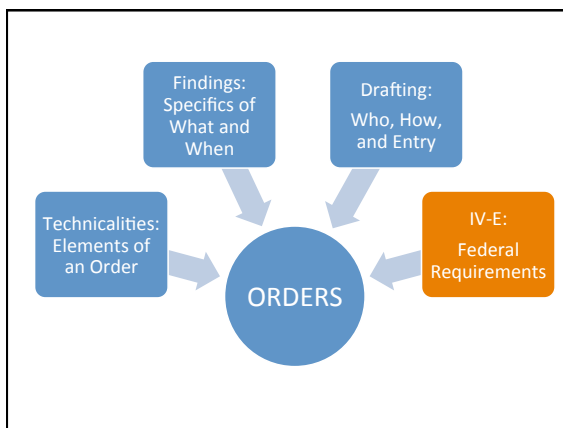 Findings:
Specifics of
What and
When
Drafting:
Who, How,
and Entry
Technicalities:
Elements of
an Order
IV-E:
Federal
Requirements
ORDERS